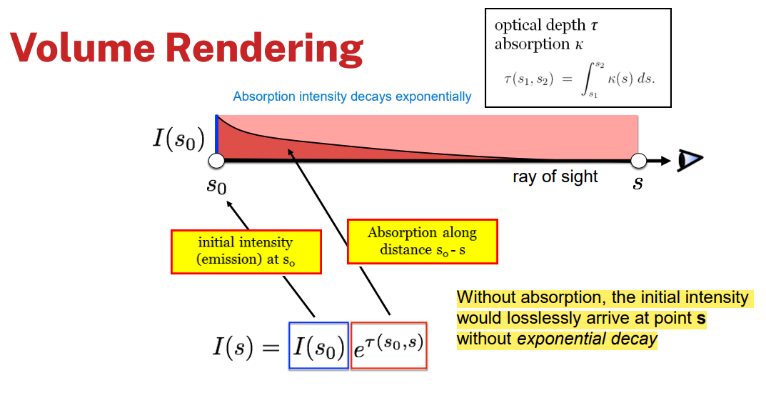 Volume Rendering
optical depth τ
absorption κ
τ(s₁, s₂) = ∫ₛ₁^s₂ κ(s) ds.
Absorption intensity decays exponentially
I(s₀)
s₀
ray of sight
s
initial intensity
(emission) at sₒ
Absorption along
distance sₒ - s
I(s) = I(s₀) e^τ(s₀,s)
Without absorption, the initial intensity
would losslessly arrive at point s
without exponential decay